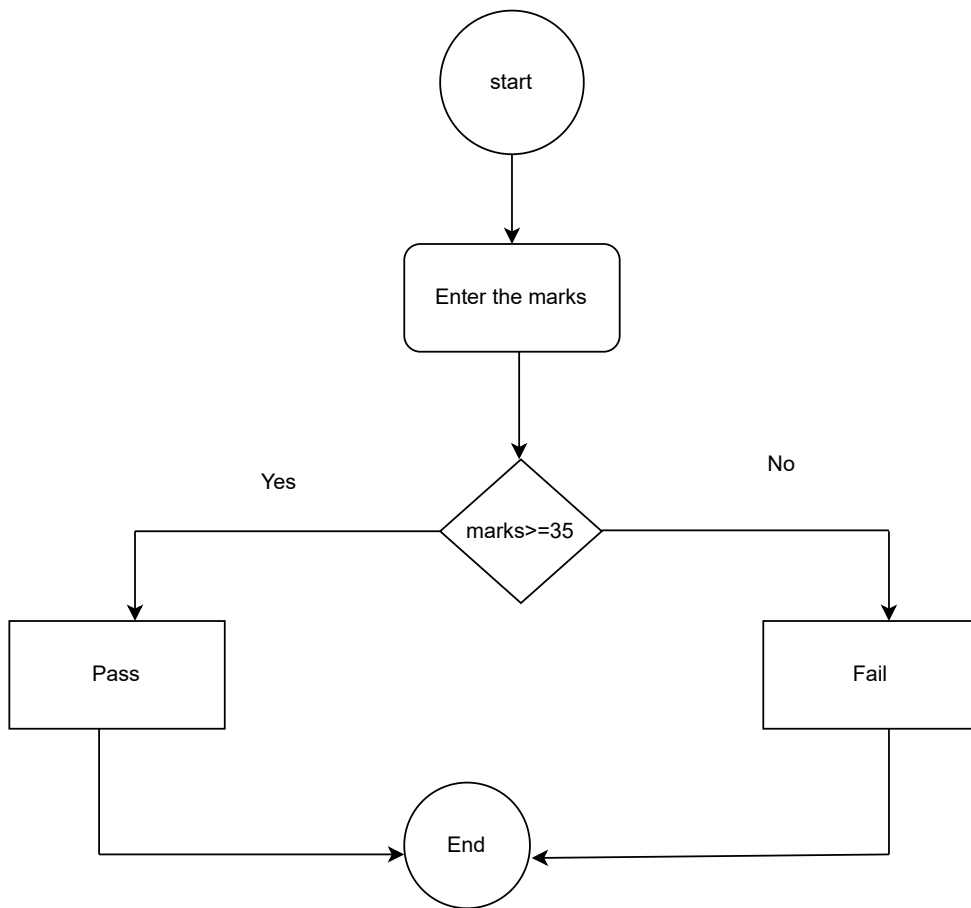 start
Enter the marks
Yes
No
marks>=35
Pass
Fail
End